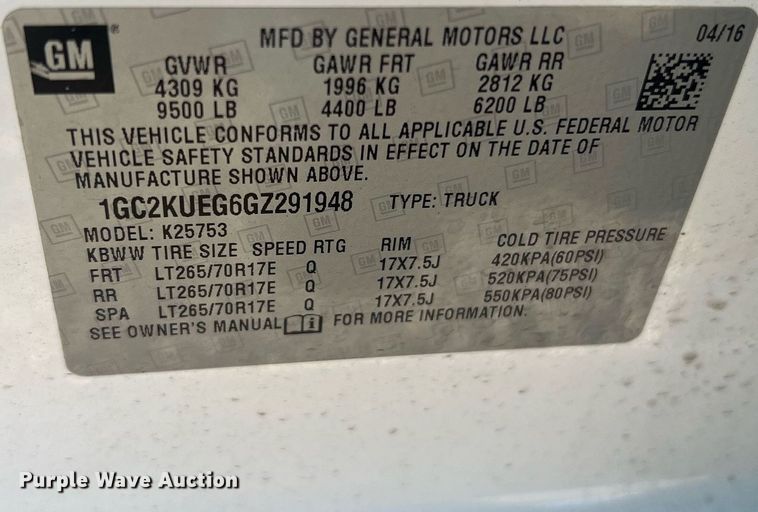 GM
MFD BY GENERAL MOTORS LLC 04/16
GVWR GAWR FRT GAWR RR
4309 KG 1996 KG 2812 KG
9500 LB 4400 LB 6200 LB
THIS VEHICLE CONFORMS TO ALL APPLICABLE U.S. FEDERAL MOTOR
VEHICLE SAFETY STANDARDS IN EFFECT ON THE DATE OF
MANUFACTURE SHOWN ABOVE.
1GC2KUEG6GZ291948 TYPE: TRUCK
MODEL: K25753
KBWW TIRE SIZE SPEED RTG RIM COLD TIRE PRESSURE
FRT LT265/70R17E Q 17X7.5J 420KPA(60PSI)
RR LT265/70R17E Q 17X7.5J 520KPA(75PSI)
SPA LT265/70R17E Q 17X7.5J 550KPA(80PSI)
SEE OWNER'S MANUAL FOR MORE INFORMATION.
Purple Wave Auction